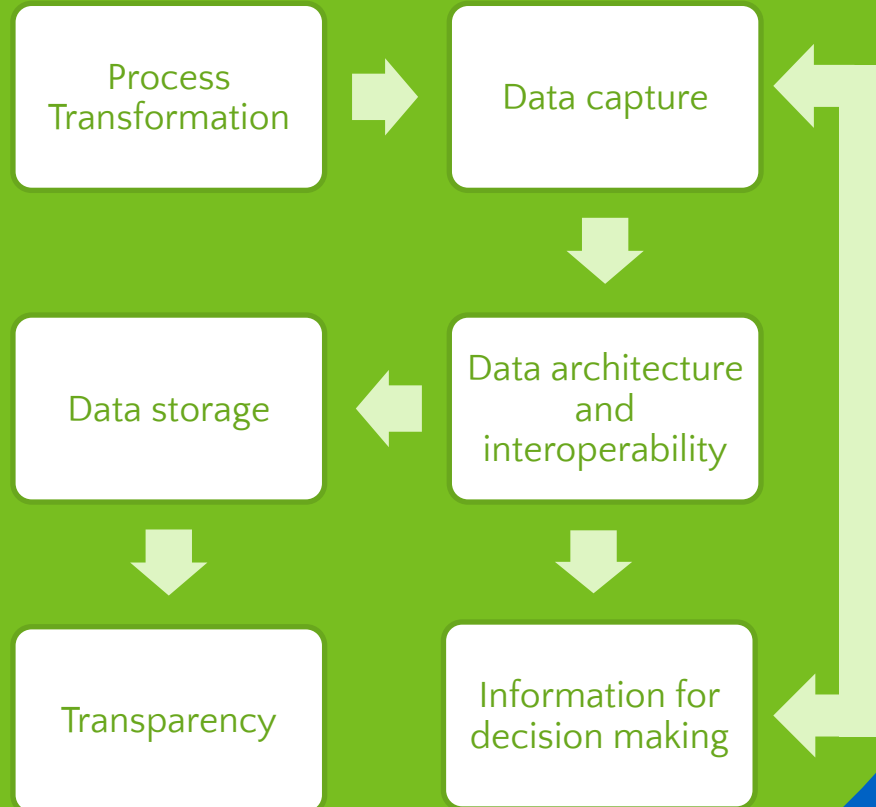 Process
Transformation
Data capture
Data storage
Data architecture
and
interoperability
Transparency
Information for
decision making